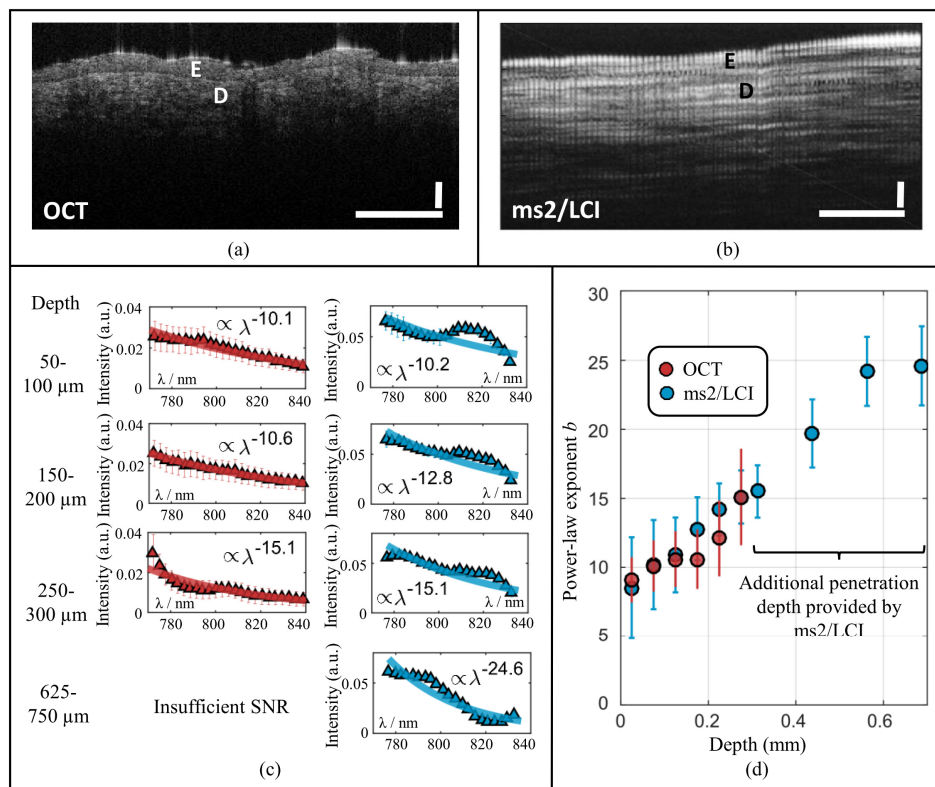 E
D
OCT
(a)
E
D
ms2/LCI
(b)
Depth
50-
100 µm
Intensity (a.u.)
0.04
0.02
0
∝ λ^-10.1
λ / nm
780 800 820 840
Intensity (a.u.)
0.05
0
∝ λ^-10.2
λ / nm
780 800 820 840
150-
200 µm
Intensity (a.u.)
0.04
0.02
0
∝ λ^-10.6
λ / nm
780 800 820 840
Intensity (a.u.)
0.05
0
∝ λ^-12.8
λ / nm
780 800 820 840
250-
300 µm
Intensity (a.u.)
0.04
0.02
0
∝ λ^-15.1
λ / nm
780 800 820 840
Intensity (a.u.)
0.05
0
∝ λ^-15.1
λ / nm
780 800 820 840
625-
750 µm
Insufficient SNR
Intensity (a.u.)
0.05
0
∝ λ^-24.6
λ / nm
780 800 820 840
(c)
Power-law exponent b
30
25
20
15
10
5
0 0.2 0.4 0.6
Depth (mm)
OCT
ms2/LCI
Additional penetration
depth provided by
ms2/LCI
(d)